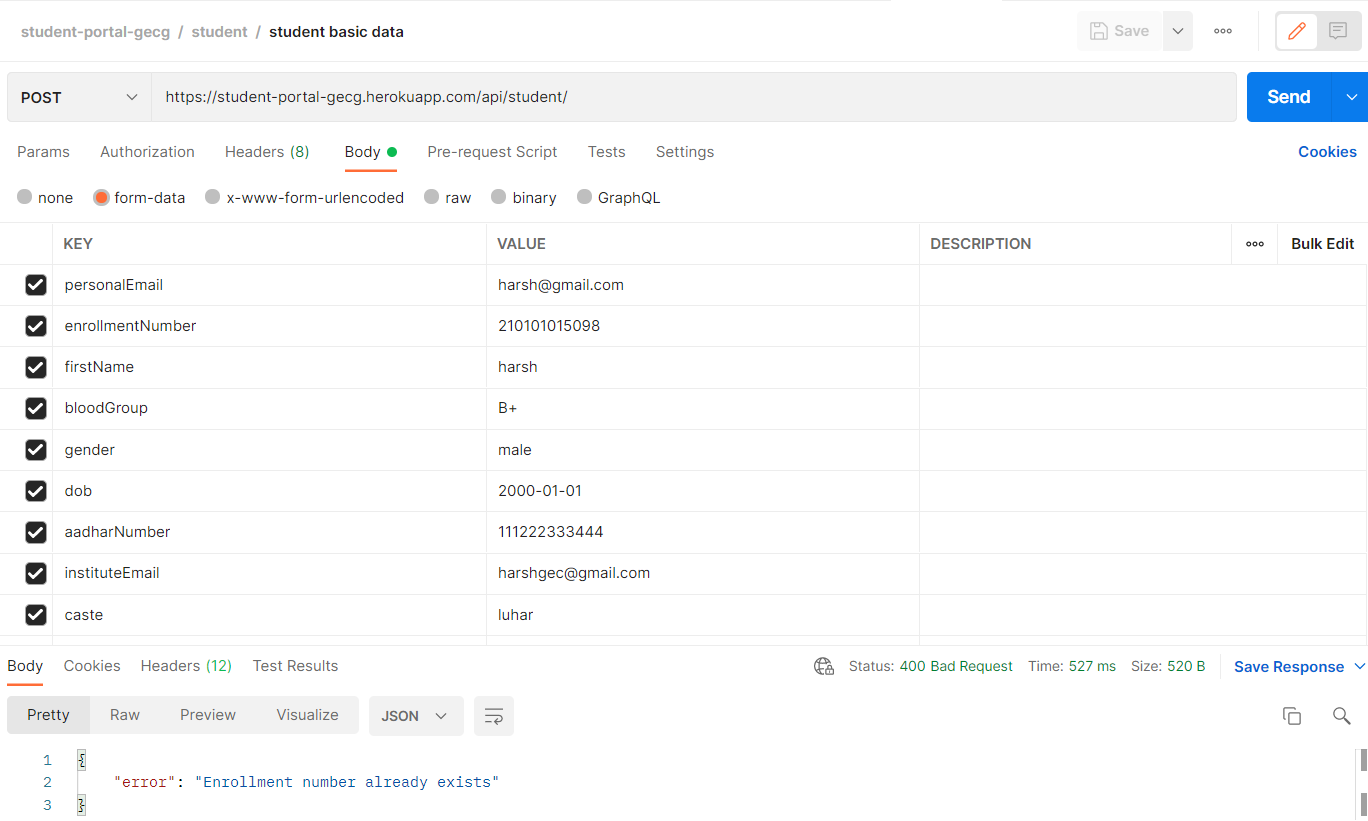 student-portal-gecg / student / student basic data
Save
POST
https://student-portal-gecg.herokuapp.com/api/student/
Send
Params Authorization Headers (8) Body Pre-request Script Tests Settings Cookies
none form-data x-www-form-urlencoded raw binary GraphQL
KEY VALUE DESCRIPTION Bulk Edit
personalEmail harsh@gmail.com
enrollmentNumber 210101015098
firstName harsh
bloodGroup B+
gender male
dob 2000-01-01
aadharNumber 111222333444
instituteEmail harshgec@gmail.com
caste luhar
Body Cookies Headers (12) Test Results Status: 400 Bad Request Time: 527 ms Size: 520 B Save Response
Pretty Raw Preview Visualize JSON
1 {
2 "error": "Enrollment number already exists"
3 }